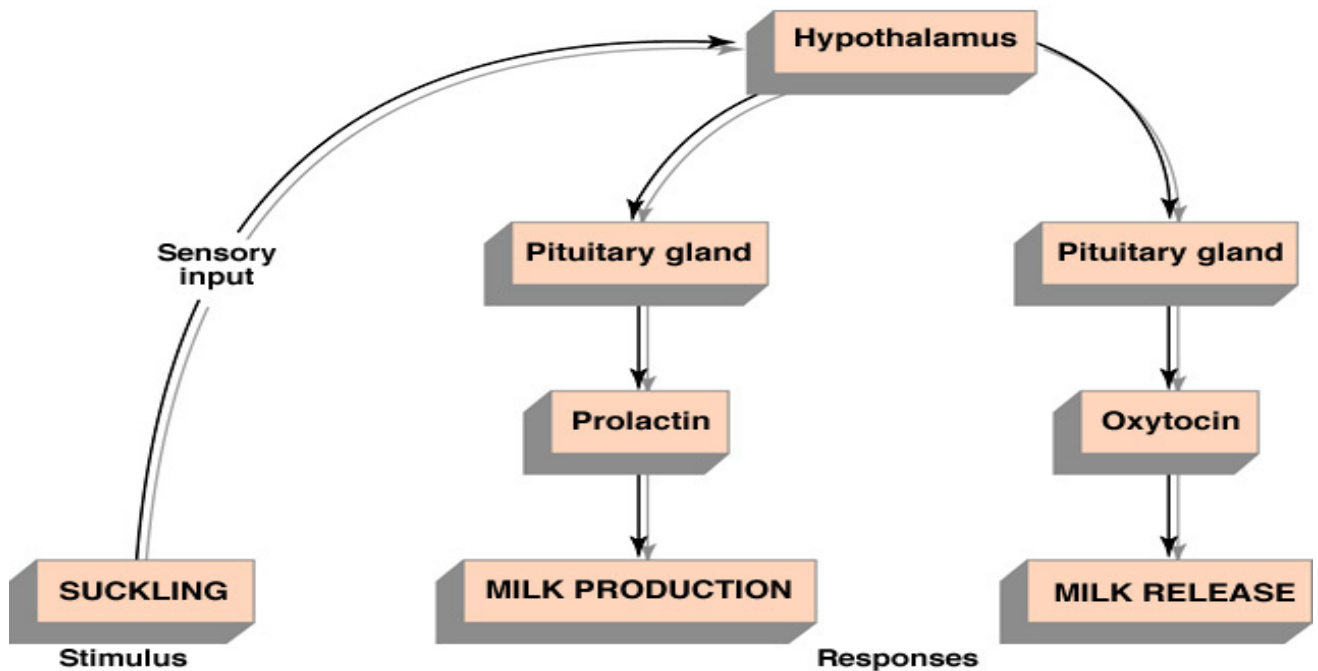 Hypothalamus
Sensory
input
Pituitary gland
Pituitary gland
Prolactin
Oxytocin
SUCKLING
MILK PRODUCTION
MILK RELEASE
Stimulus
Responses